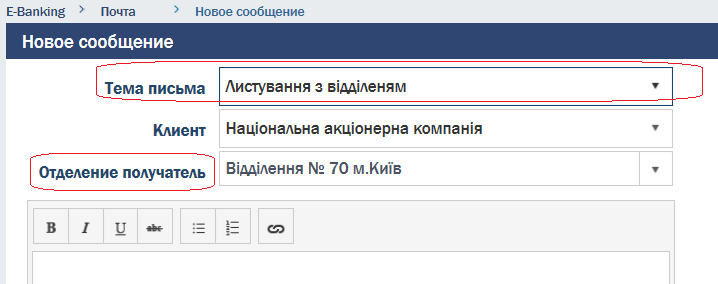 E-Banking > Почта > Новое сообщение
Новое сообщение
Тема письма Листування з відділеням
Клиент Національна акціонерна компанія
Отделение получатель Відділення № 70 м.Київ
B I U abc